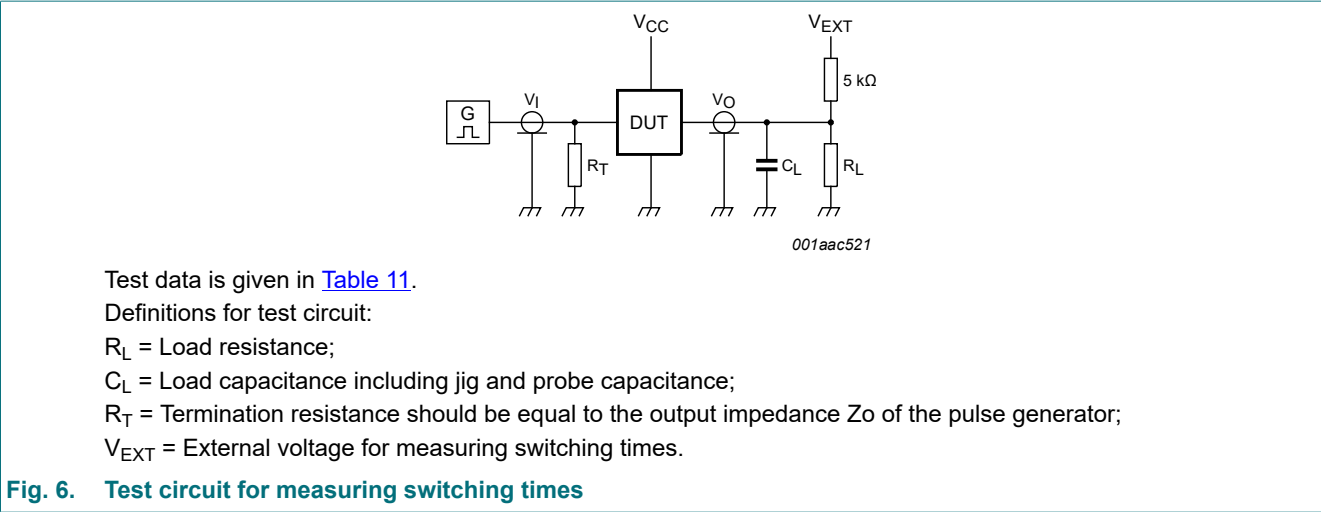 VCC
VEXT
5 kΩ
G
VI
DUT
VO
RT
CL
RL
001aac521
Test data is given in Table 11.
Definitions for test circuit:
RL = Load resistance;
CL = Load capacitance including jig and probe capacitance;
RT = Termination resistance should be equal to the output impedance Zo of the pulse generator;
VEXT = External voltage for measuring switching times.
Fig. 6. Test circuit for measuring switching times